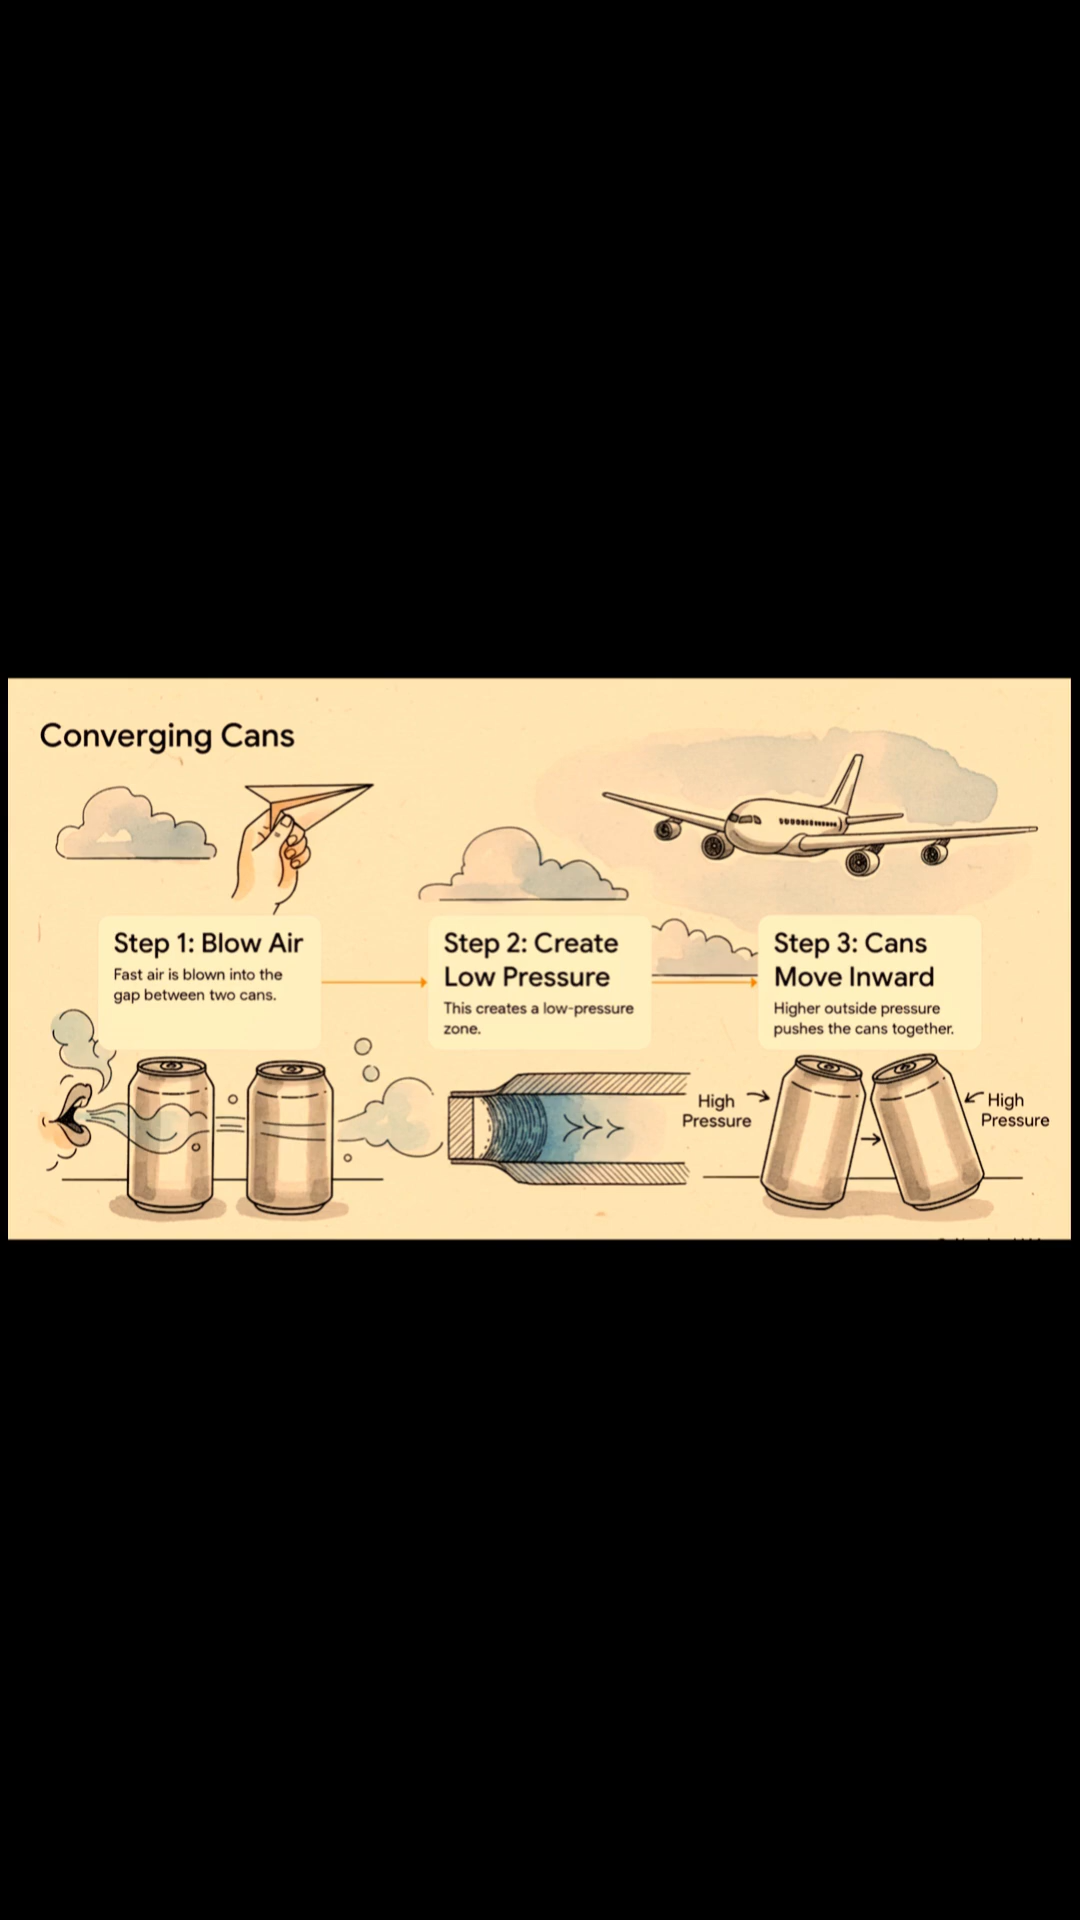 Converging Cans
Step 1: Blow Air
Fast air is blown into the
gap between two cans.
Step 2: Create
Low Pressure
This creates a low-pressure
zone.
Step 3: Cans
Move Inward
Higher outside pressure
pushes the cans together.
High
Pressure
High
Pressure